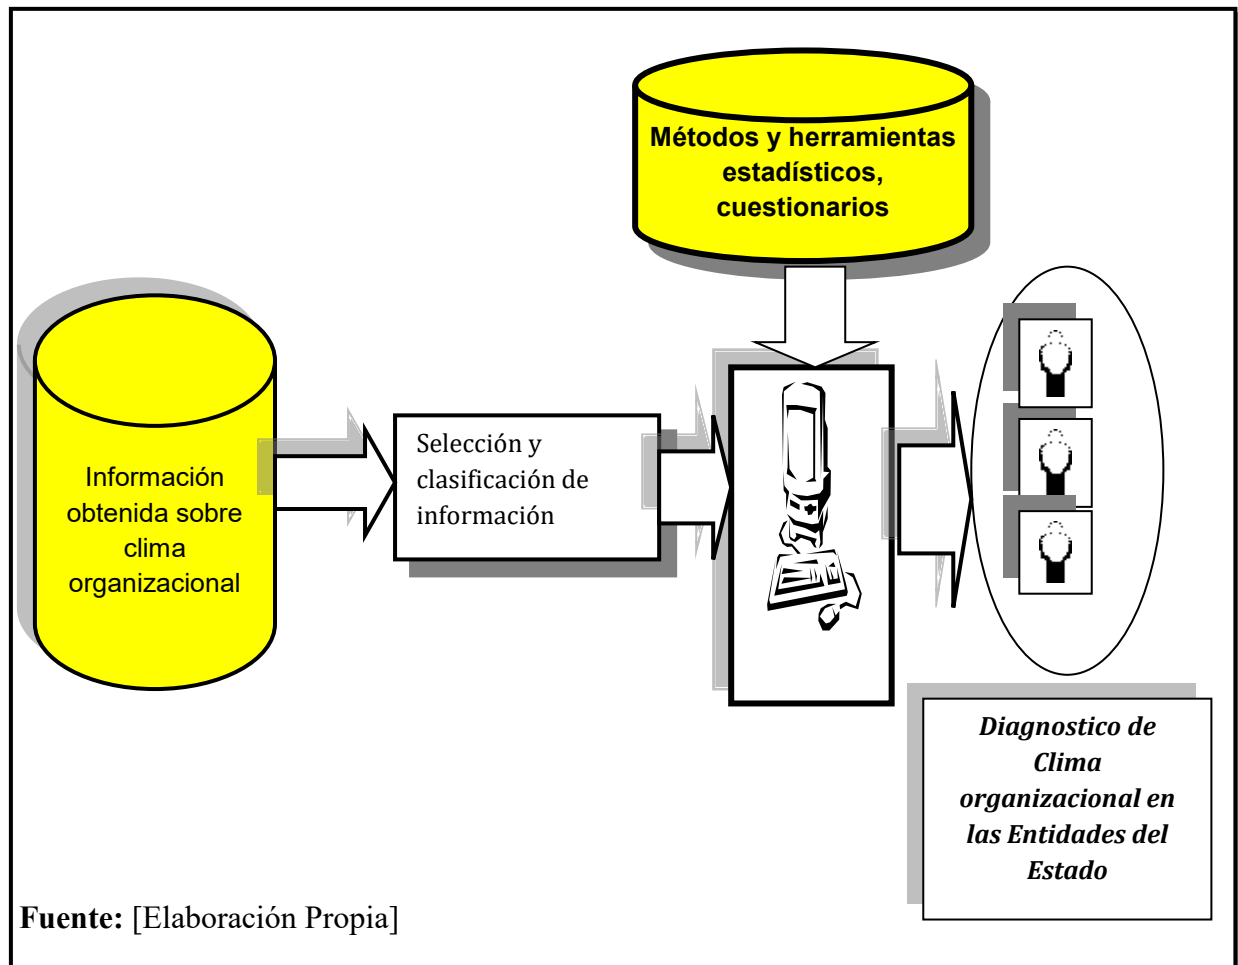 Métodos y herramientas
estadísticos,
cuestionarios
Información
obtenida sobre
clima
organizacional
Selección y
clasificación de
información
Diagnostico de
Clima
organizacional en
las Entidades del
Estado
Fuente: [Elaboración Propia]